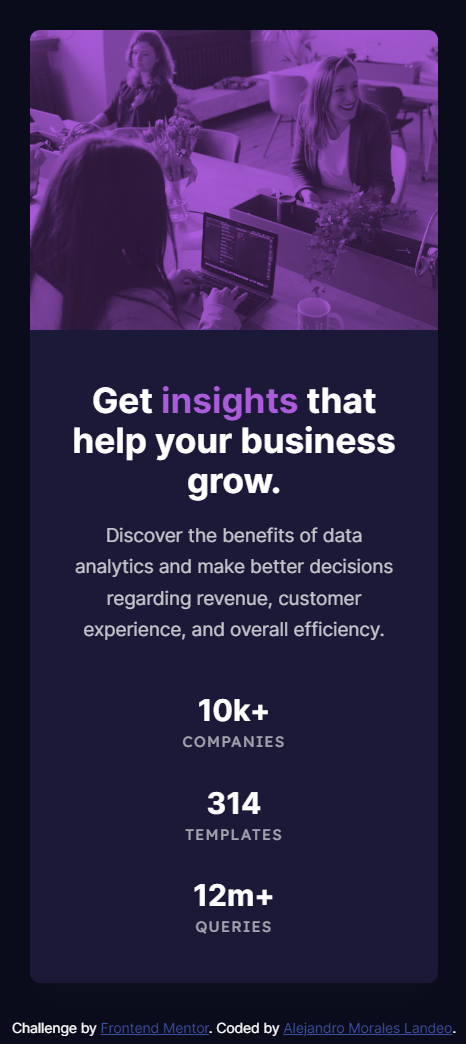 Get insights that
help your business
grow.
Discover the benefits of data
analytics and make better decisions
regarding revenue, customer
experience, and overall efficiency.
10k+
COMPANIES
314
TEMPLATES
12m+
QUERIES
Challenge by Frontend Mentor. Coded by Alejandro Morales Landeo.